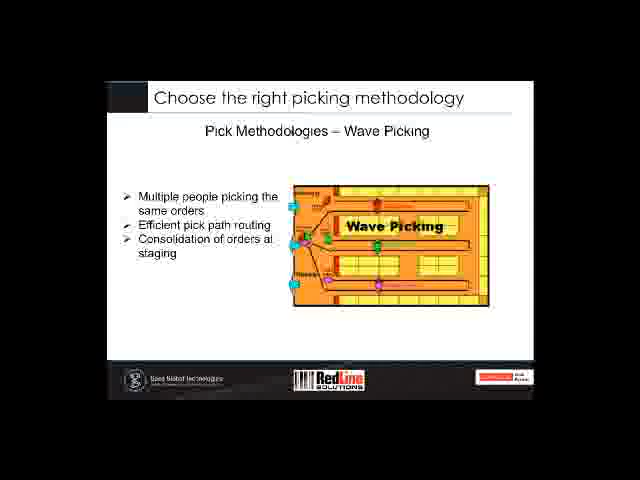 Choose the right picking methodology
Pick Methodologies – Wave Picking
Multiple people picking the
same orders
Efficient pick path routing
Consolidation of orders at
staging
Wave Picking
RedLine
SOLUTIONS